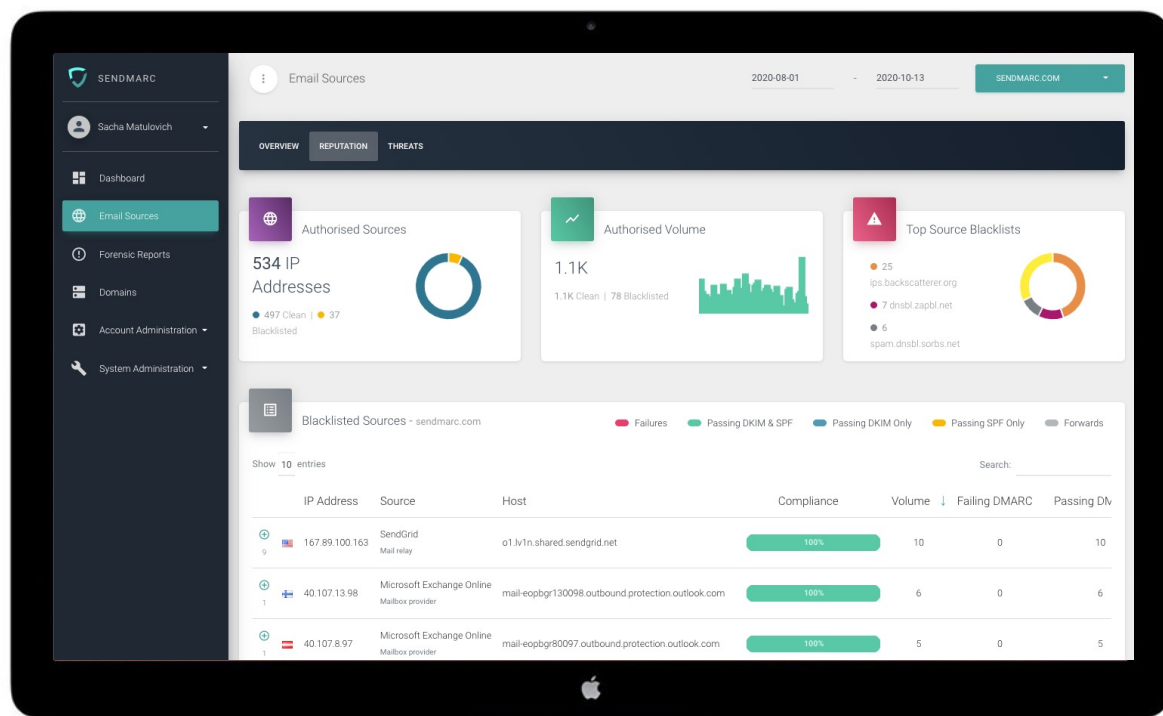 SENDMARC
Email Sources
2020-08-01 - 2020-10-13
SENDMARC.COM
Sacha Matulovich
OVERVIEW REPUTATION THREATS
Dashboard
Email Sources
Forensic Reports
Domains
Account Administration
System Administration
Authorised Sources
534 IP
Addresses
497 Clean | 37
Blacklisted
Authorised Volume
1.1K
1.1K Clean | 78 Blacklisted
Top Source Blacklists
25
ips.backscatterer.org
7 dnsbl.zapbl.net
6
spam.dnsbl.sorbs.net
Blacklisted Sources - sendmarc.com
Failures Passing DKIM & SPF Passing DKIM Only Passing SPF Only Forwards
Show 10 entries
Search:
IP Address Source Host Compliance Volume ↓ Failing DMARC Passing DM
9 167.89.100.163 SendGrid
Mail relay
o1.lv1n.shared.sendgrid.net 100% 10 0 10
1 40.107.13.98 Microsoft Exchange Online
Mailbox provider
mail-eopbgr130098.outbound.protection.outlook.com 100% 6 0 6
1 40.107.8.97 Microsoft Exchange Online
Mailbox provider
mail-eopbgr80097.outbound.protection.outlook.com 100% 5 0 5